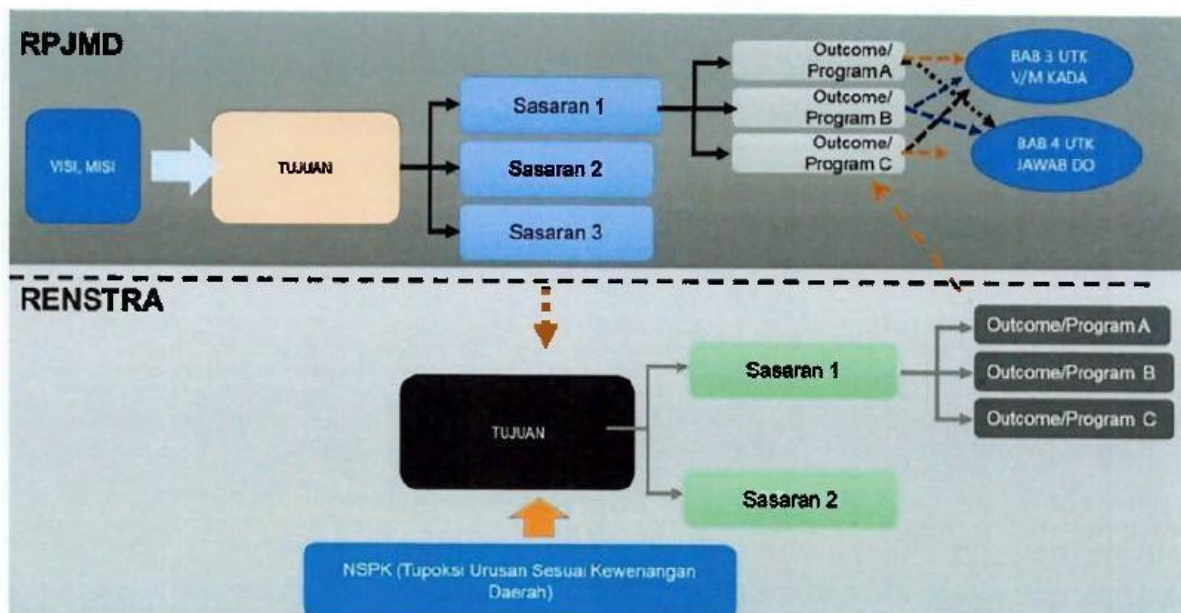 RPJMD
VISI, MISI
TUJUAN
Sasaran 1
Sasaran 2
Sasaran 3
Outcome/
Program A
Outcome/
Program B
Outcome/
Program C
BAB 3 UTK
V/M KADA
BAB 4 UTK
JAWAB DO
RENSTRA
TUJUAN
Sasaran 1
Sasaran 2
Outcome/Program A
Outcome/Program B
Outcome/Program C
NSPK (Tupoksi Urusan Sesuai Kewenangan
Daerah)